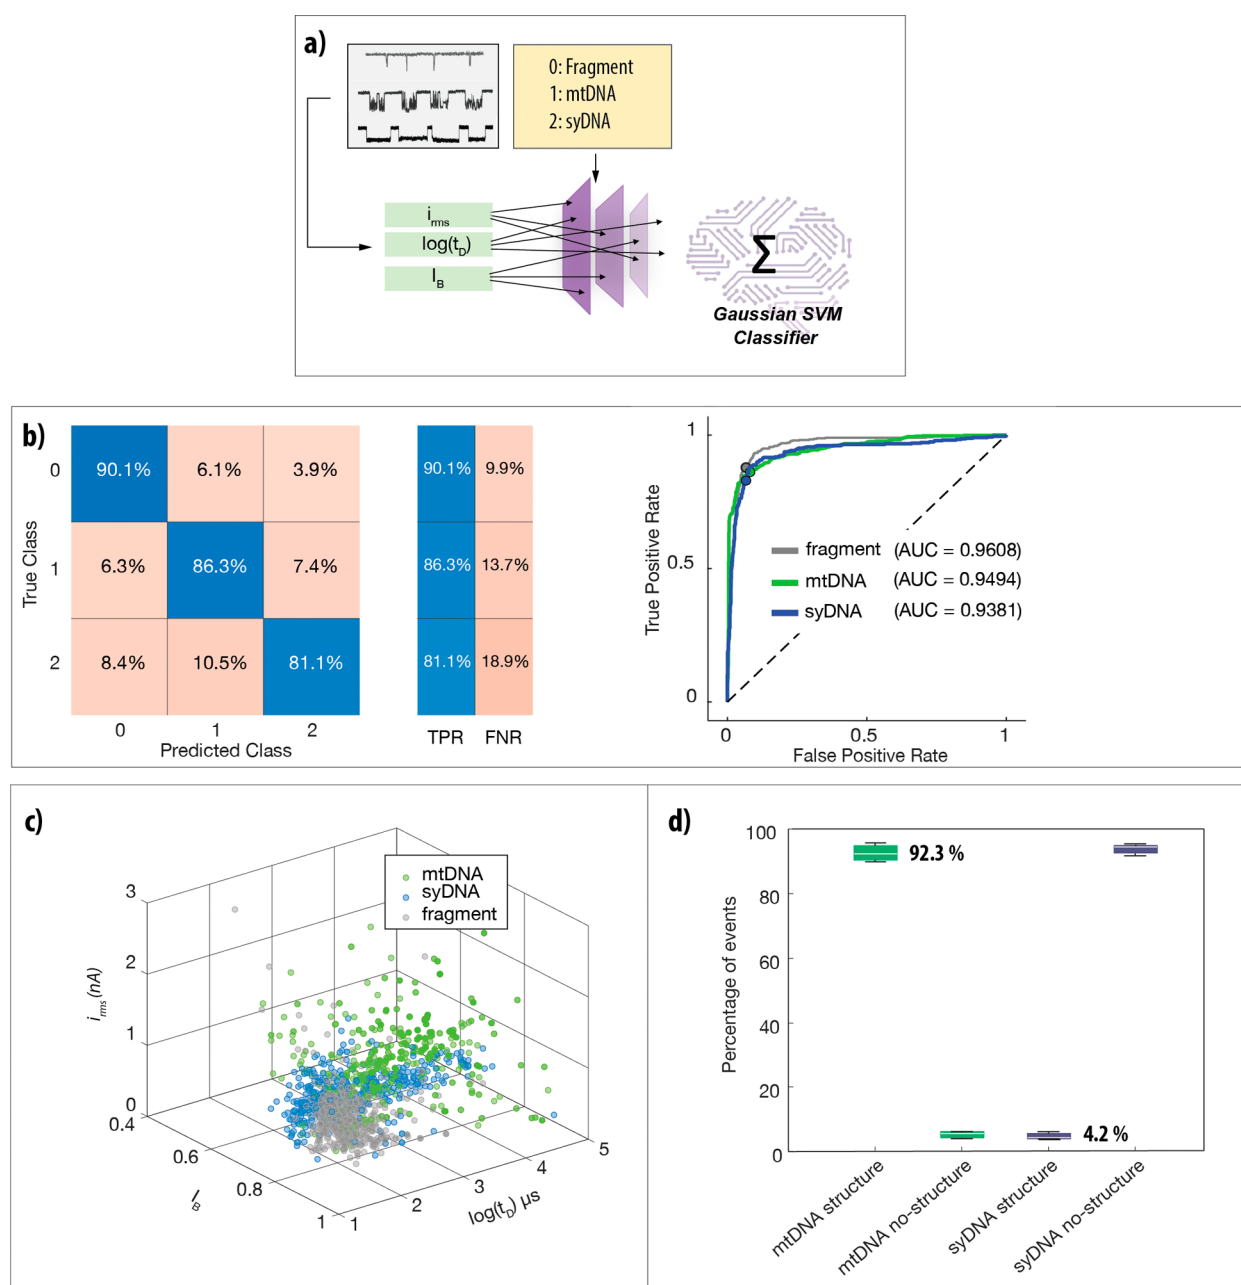 a)
0: Fragment
1: mtDNA
2: syDNA
i_rms
log(t_D)
I_B
Σ
Gaussian SVM
Classifier
b)
True Class
0
90.1%
6.1%
3.9%
1
6.3%
86.3%
7.4%
2
8.4%
10.5%
81.1%
0
1
2
Predicted Class
90.1%
9.9%
86.3%
13.7%
81.1%
18.9%
TPR
FNR
True Positive Rate
1
0.5
0
fragment (AUC = 0.9608)
mtDNA (AUC = 0.9494)
syDNA (AUC = 0.9381)
0
0.5
1
False Positive Rate
c)
mtDNA
syDNA
fragment
i_rms (nA)
3
2
1
0
0.4
0.6
0.8
1
I_B
1
2
3
4
5
log(t_D) µs
d)
Percentage of events
100
80
60
40
20
0
92.3 %
4.2 %
mtDNA structure
mtDNA no-structure
syDNA structure
syDNA no-structure